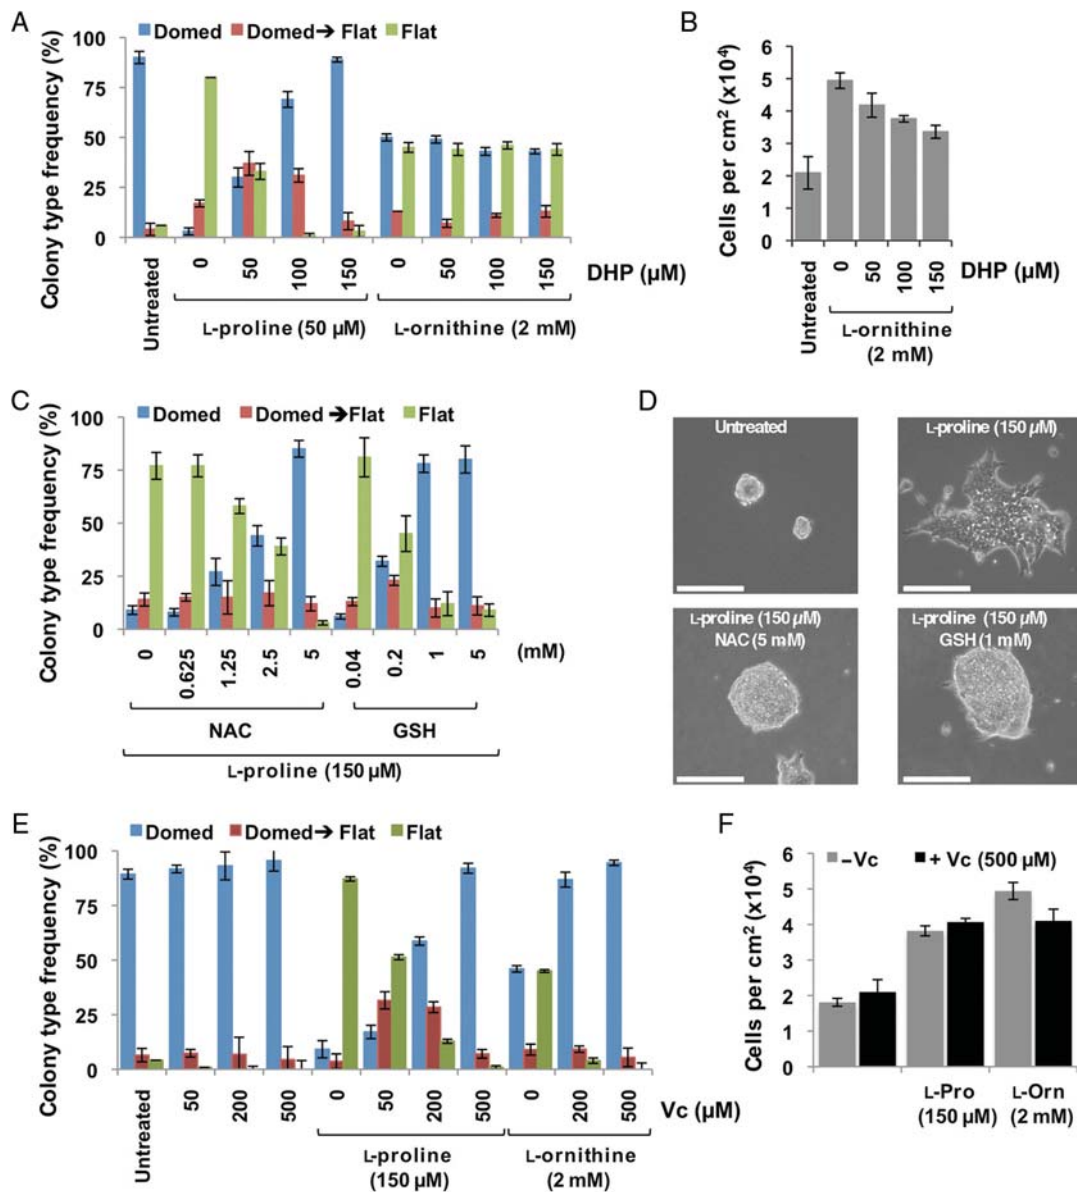 A
Domed Domed➔ Flat Flat
Colony type frequency (%)
100
75
50
25
0
Untreated
0
50
100
150
DHP (µM)
0
50
100
150
L-proline (50 µM)
L-ornithine (2 mM)
B
Cells per cm² (x10⁴)
6
5
4
3
2
1
0
Untreated
0
50
100
150
DHP (µM)
L-ornithine
(2 mM)
C
Domed Domed ➔Flat Flat
Colony type frequency (%)
100
75
50
25
0
0
0.625
1.25
2.5
5
0.04
0.2
1
5
(mM)
NAC
GSH
L-proline (150 µM)
D
Untreated
L-proline (150 µM)
L-proline (150 µM)
NAC (5 mM)
L-proline (150 µM)
GSH (1 mM)
E
Domed Domed➔ Flat Flat
Colony type frequency (%)
100
75
50
25
0
Untreated
50
200
500
0
50
200
500
0
200
500
Vc (µM)
L-proline
(150 µM)
L-ornithine
(2 mM)
F
–Vc + Vc (500 µM)
Cells per cm² (x10⁴)
6
5
4
3
2
1
0
L-Pro
(150 µM)
L-Orn
(2 mM)